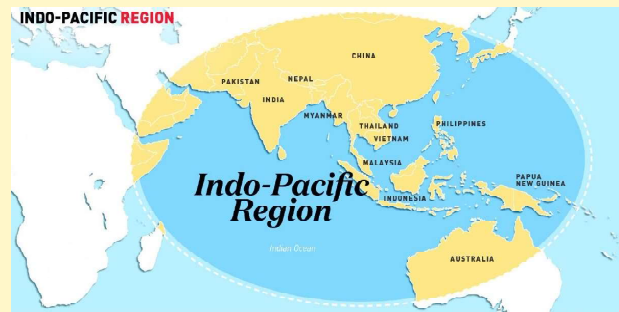 INDO-PACIFIC REGION
CHINA
PAKISTAN
NEPAL
INDIA
MYANMAR
THAILAND
PHILIPPINES
VIETNAM
MALAYSIA
Indo-Pacific
Region
PAPUA
NEW GUINEA
INDONESIA
Indian Ocean
AUSTRALIA